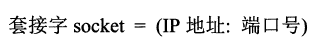 套接字 socket = (IP 地址: 端口号)